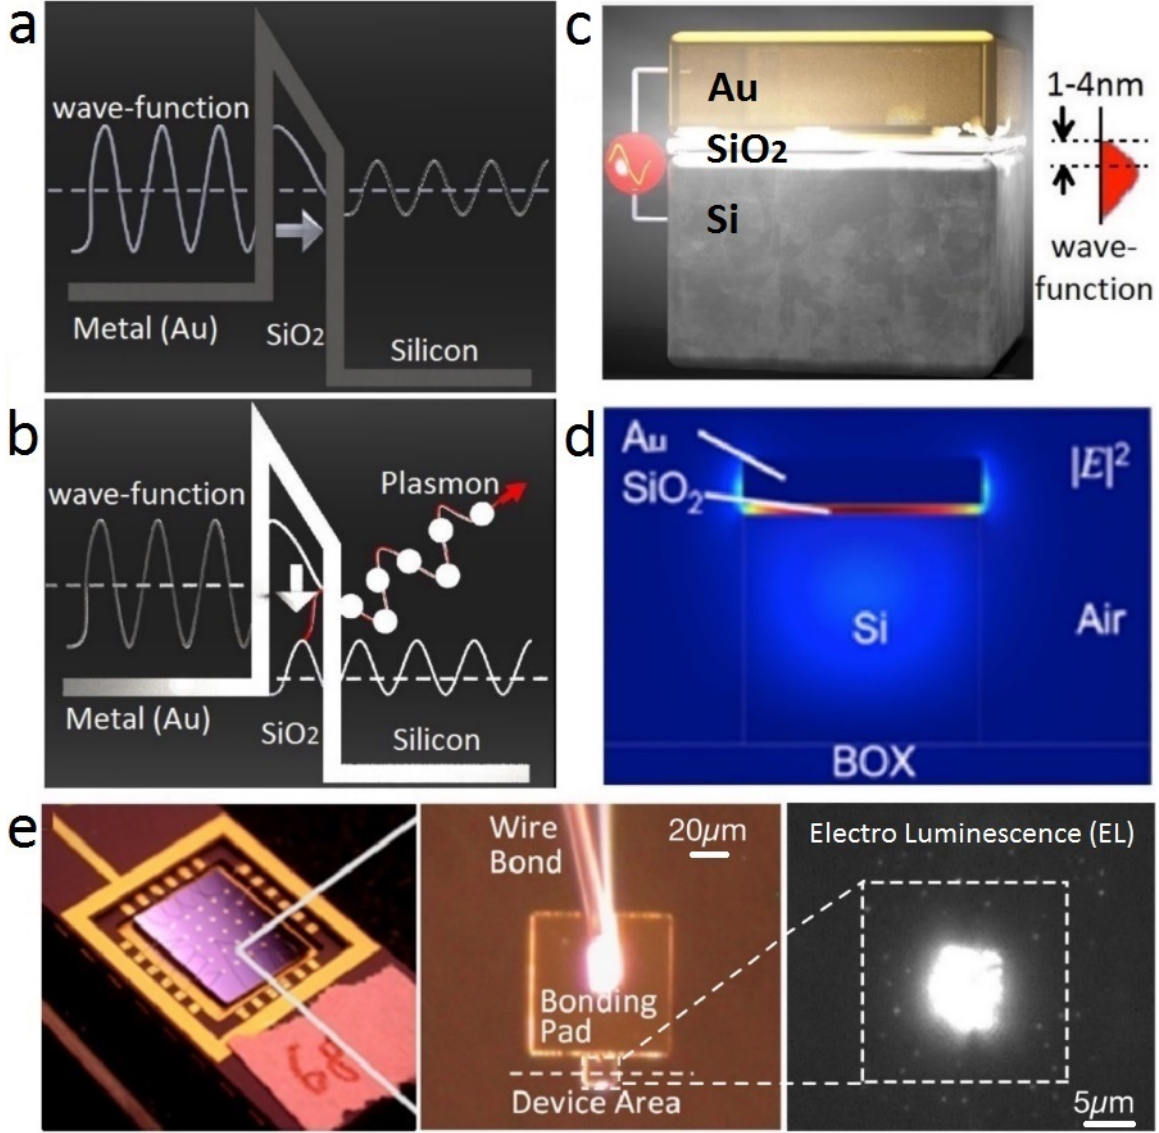 a
wave-function
Metal (Au)
SiO2
Silicon
b
wave-function
Plasmon
Metal (Au)
SiO2
Silicon
c
Au
SiO2
Si
1-4nm
wave-
function
d
Au
SiO2
|E|2
Si
Air
BOX
e
68
Wire
Bond
20μm
Bonding
Pad
Device Area
Electro Luminescence (EL)
5μm